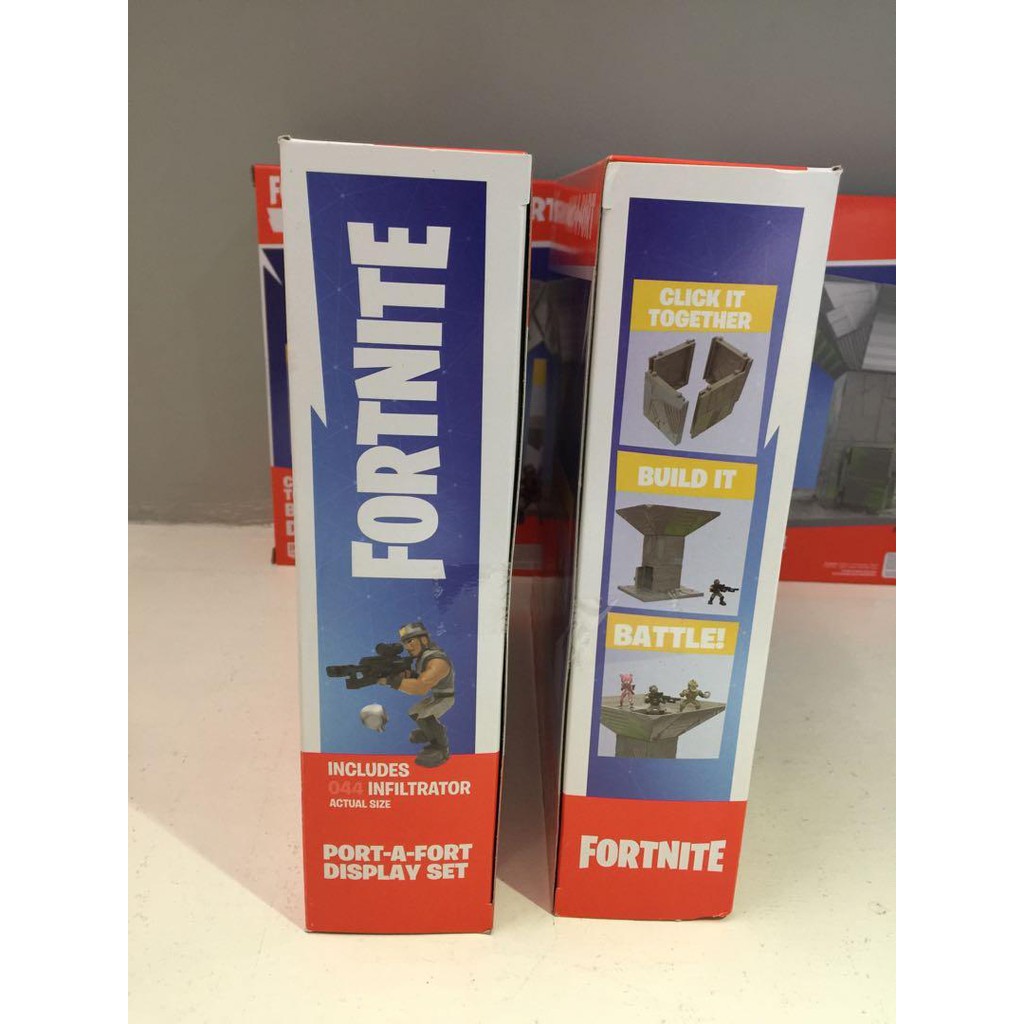 FORTNITE
INCLUDES
044 INFILTRATOR
ACTUAL SIZE
PORT-A-FORT
DISPLAY SET
CLICK IT
TOGETHER
BUILD IT
BATTLE!
FORTNITE